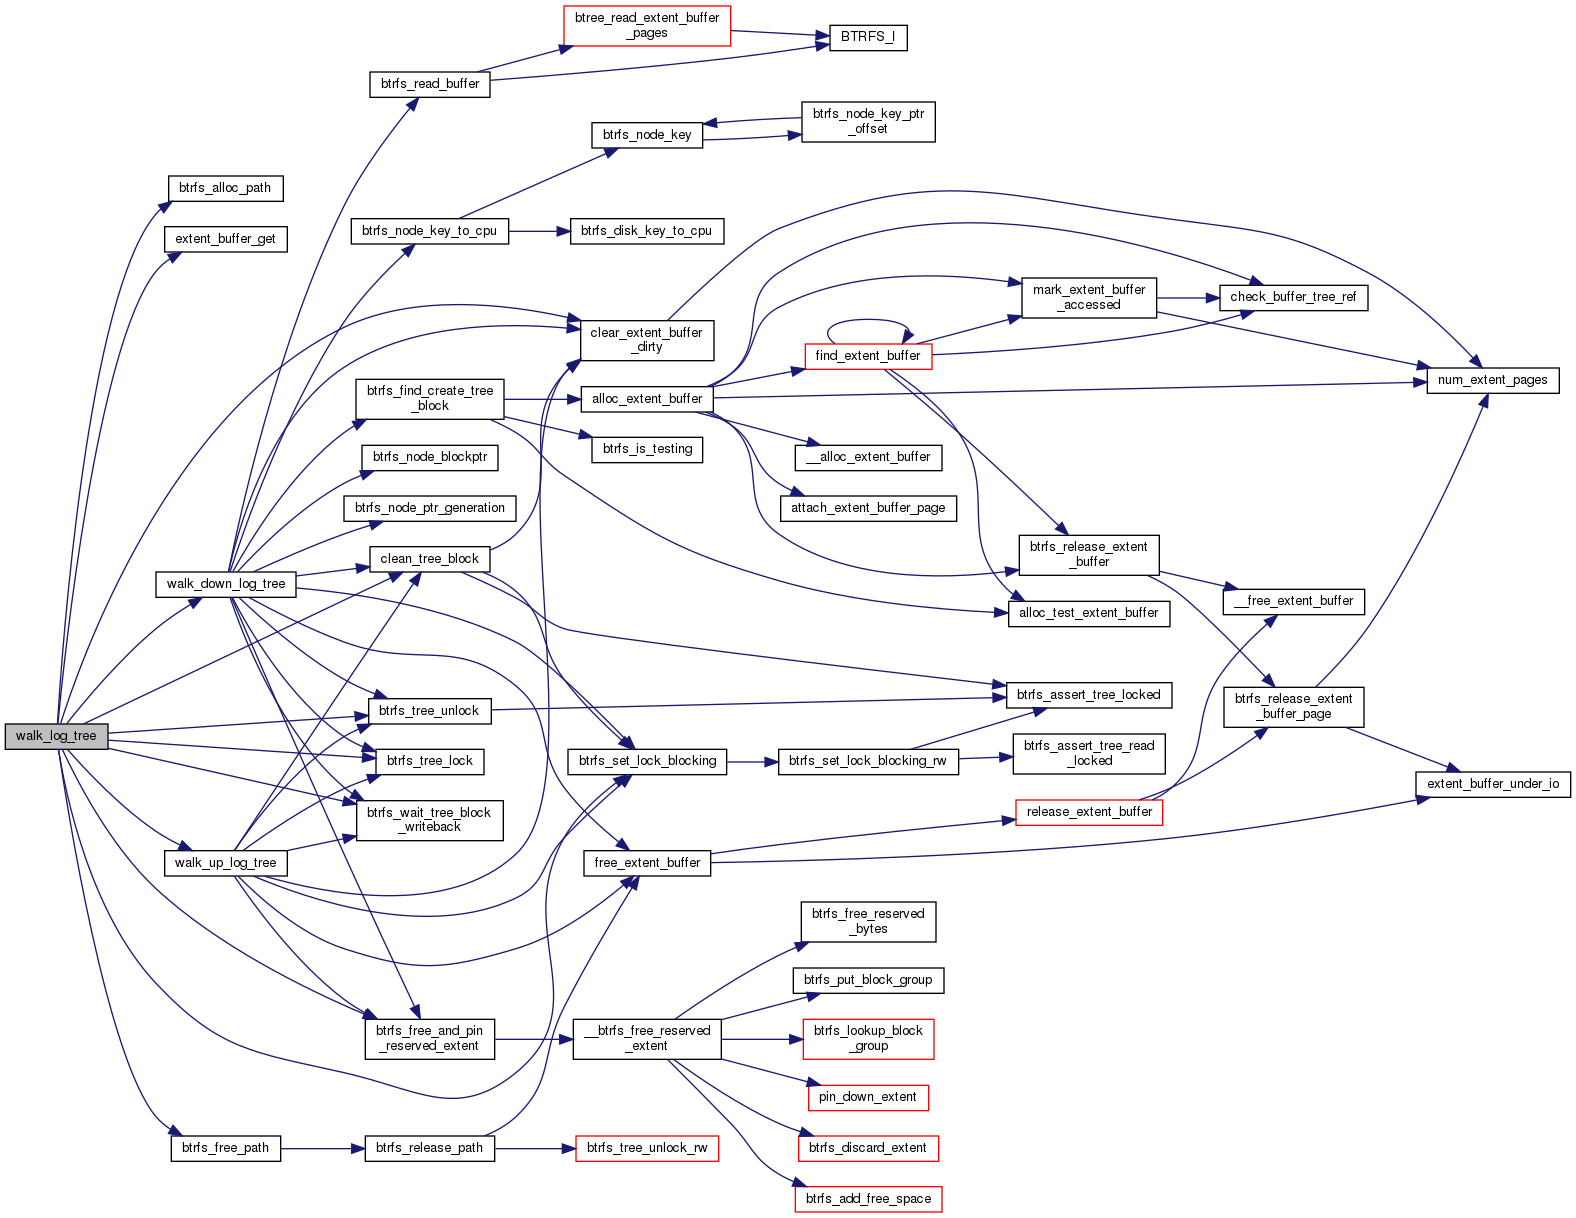 btree_read_extent_buffer
_pages
BTRFS_I
btrfs_read_buffer
btrfs_node_key_ptr
_offset
btrfs_node_key
btrfs_alloc_path
extent_buffer_get
btrfs_node_key_to_cpu
btrfs_disk_key_to_cpu
mark_extent_buffer
_accessed
check_buffer_tree_ref
clear_extent_buffer
_dirty
find_extent_buffer
num_extent_pages
btrfs_find_create_tree
_block
alloc_extent_buffer
btrfs_is_testing
btrfs_node_blockptr
__alloc_extent_buffer
btrfs_node_ptr_generation
attach_extent_buffer_page
clean_tree_block
btrfs_release_extent
_buffer
walk_down_log_tree
__free_extent_buffer
alloc_test_extent_buffer
btrfs_assert_tree_locked
btrfs_tree_unlock
btrfs_release_extent
_buffer_page
walk_log_tree
btrfs_tree_lock
btrfs_set_lock_blocking
btrfs_set_lock_blocking_rw
btrfs_assert_tree_read
_locked
extent_buffer_under_io
btrfs_wait_tree_block
_writeback
release_extent_buffer
walk_up_log_tree
free_extent_buffer
btrfs_free_reserved
_bytes
btrfs_put_block_group
btrfs_free_and_pin
_reserved_extent
__btrfs_free_reserved
_extent
btrfs_lookup_block
_group
pin_down_extent
btrfs_free_path
btrfs_release_path
btrfs_tree_unlock_rw
btrfs_discard_extent
btrfs_add_free_space